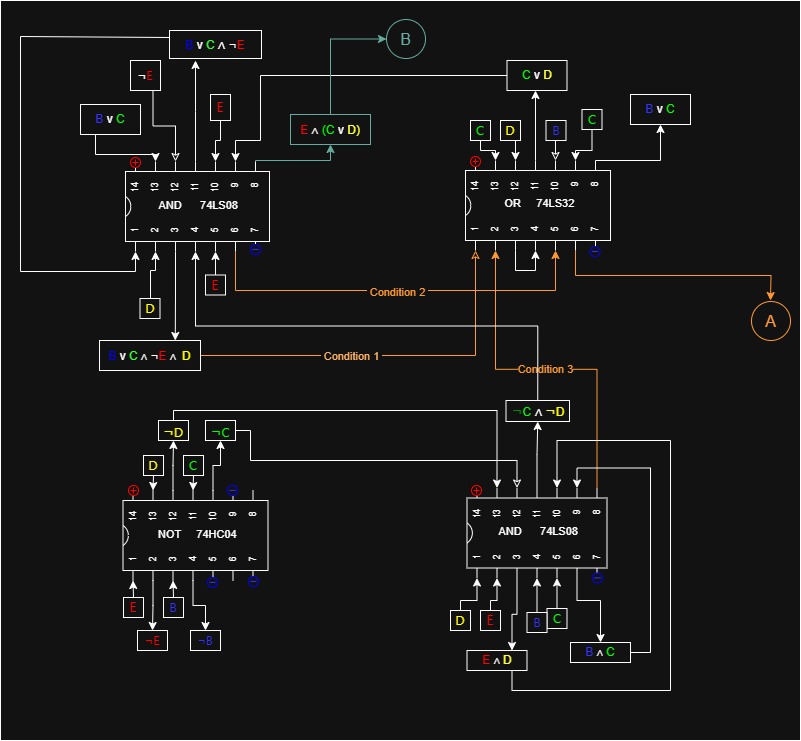 B
B ∨ C ∧ ¬E
¬E
C ∨ D
B ∨ C
E
E ∧ (C ∨ D)
C
D
B
C
B ∨ C
14 13 12 11 10 9 8
AND 74LS08
1 2 3 4 5 6 7
14 13 12 11 10 9 8
OR 74LS32
1 2 3 4 5 6 7
D
E
Condition 2
A
B ∨ C ∧ ¬E ∧ D
Condition 1
Condition 3
¬C ∧ ¬D
¬D
¬C
D
C
14 13 12 11 10 9 8
NOT 74HC04
1 2 3 4 5 6 7
14 13 12 11 10 9 8
AND 74LS08
1 2 3 4 5 6 7
E
B
¬E
¬B
D
E
B
C
E ∧ D
B ∧ C